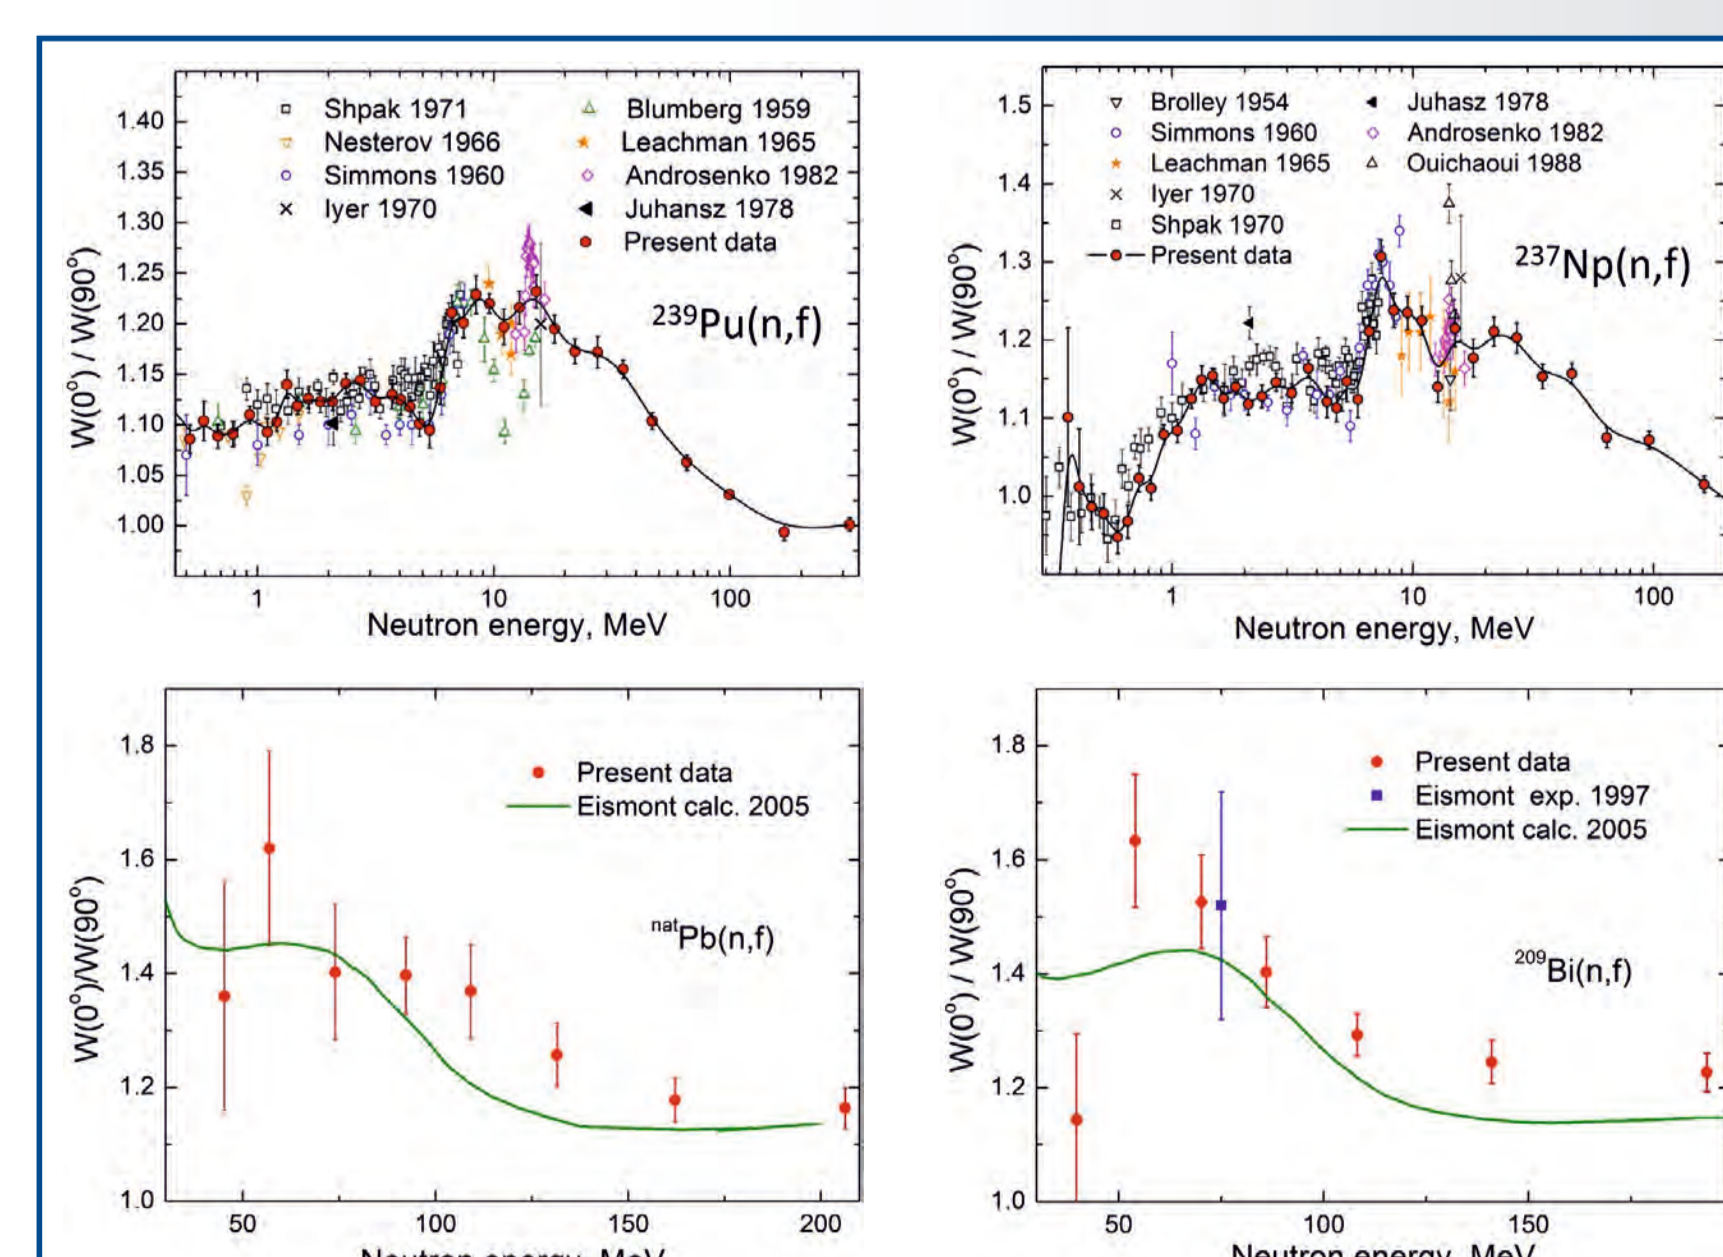 Shpak 1971
Nesterov 1966
Simmons 1960
Iyer 1970
Blumberg 1959
Leachman 1965
Androsenko 1982
Juhansz 1978
Present data
²³⁹Pu(n,f)
W(0°) / W(90°)
1.40
1.35
1.30
1.25
1.20
1.15
1.10
1.05
1.00
1 10 100
Neutron energy, MeV
Brolley 1954
Simmons 1960
Leachman 1965
Iyer 1970
Shpak 1970
Present data
Juhasz 1978
Androsenko 1982
Ouichaoui 1988
²³⁷Np(n,f)
W(0°) / W(90°)
1.5
1.4
1.3
1.2
1.1
1.0
1 10 100
Neutron energy, MeV
Present data
Eismont calc. 2005
ⁿᵃᵗPb(n,f)
W(0°)/W(90°)
1.8
1.6
1.4
1.2
1.0
50 100 150 200
Neutron energy, MeV
Present data
Eismont exp. 1997
Eismont calc. 2005
²⁰⁹Bi(n,f)
W(0°) / W(90°)
1.8
1.6
1.4
1.2
1.0
50 100 150
Neutron energy, MeV